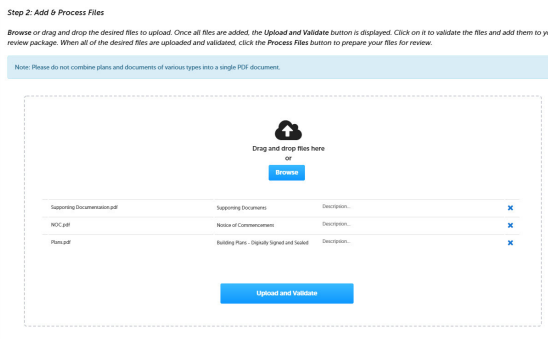 Step 2: Add & Process Files
Browse or drag and drop the desired files to upload. Once all files are added, the Upload and Validate button is displayed. Click on it to validate the files and add them to yo
review package. When all of the desired files are uploaded and validated, click the Process Files button to prepare your files for review.
Note: Please do not combine plans and documents of various types into a single PDF document.
Drag and drop files here
or
Browse
Supporting Documentation.pdf Supporting Documents Description...
NOC.pdf Notice of Commencement Description...
Plans.pdf Building Plans - Digitally Signed and Sealed Description...
Upload and Validate